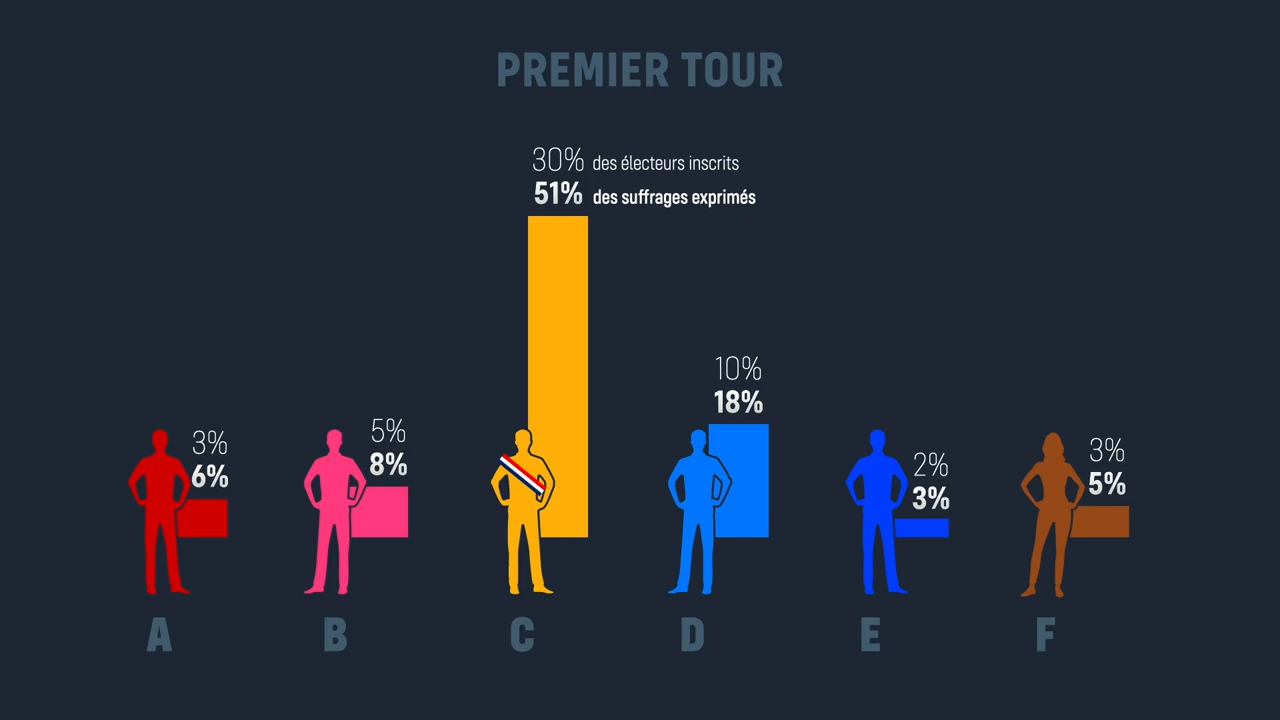 PREMIER TOUR
30% des électeurs inscrits
51% des suffrages exprimés
10%
18%
5%
8%
3%
6%
3%
5%
2%
3%
A B C D E F